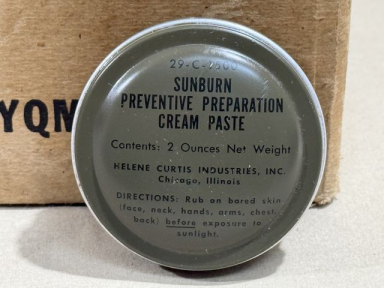 YQM
29-C-
SUNBURN
PREVENTIVE PREPARATION
CREAM PASTE
Contents: 2 Ounces Net Weight
HELENE CURTIS INDUSTRIES, INC.
Chicago, Illinois
DIRECTIONS: Rub on bared skin
(face, neck, hands, arms, chest,
back) before exposure to
sunlight.